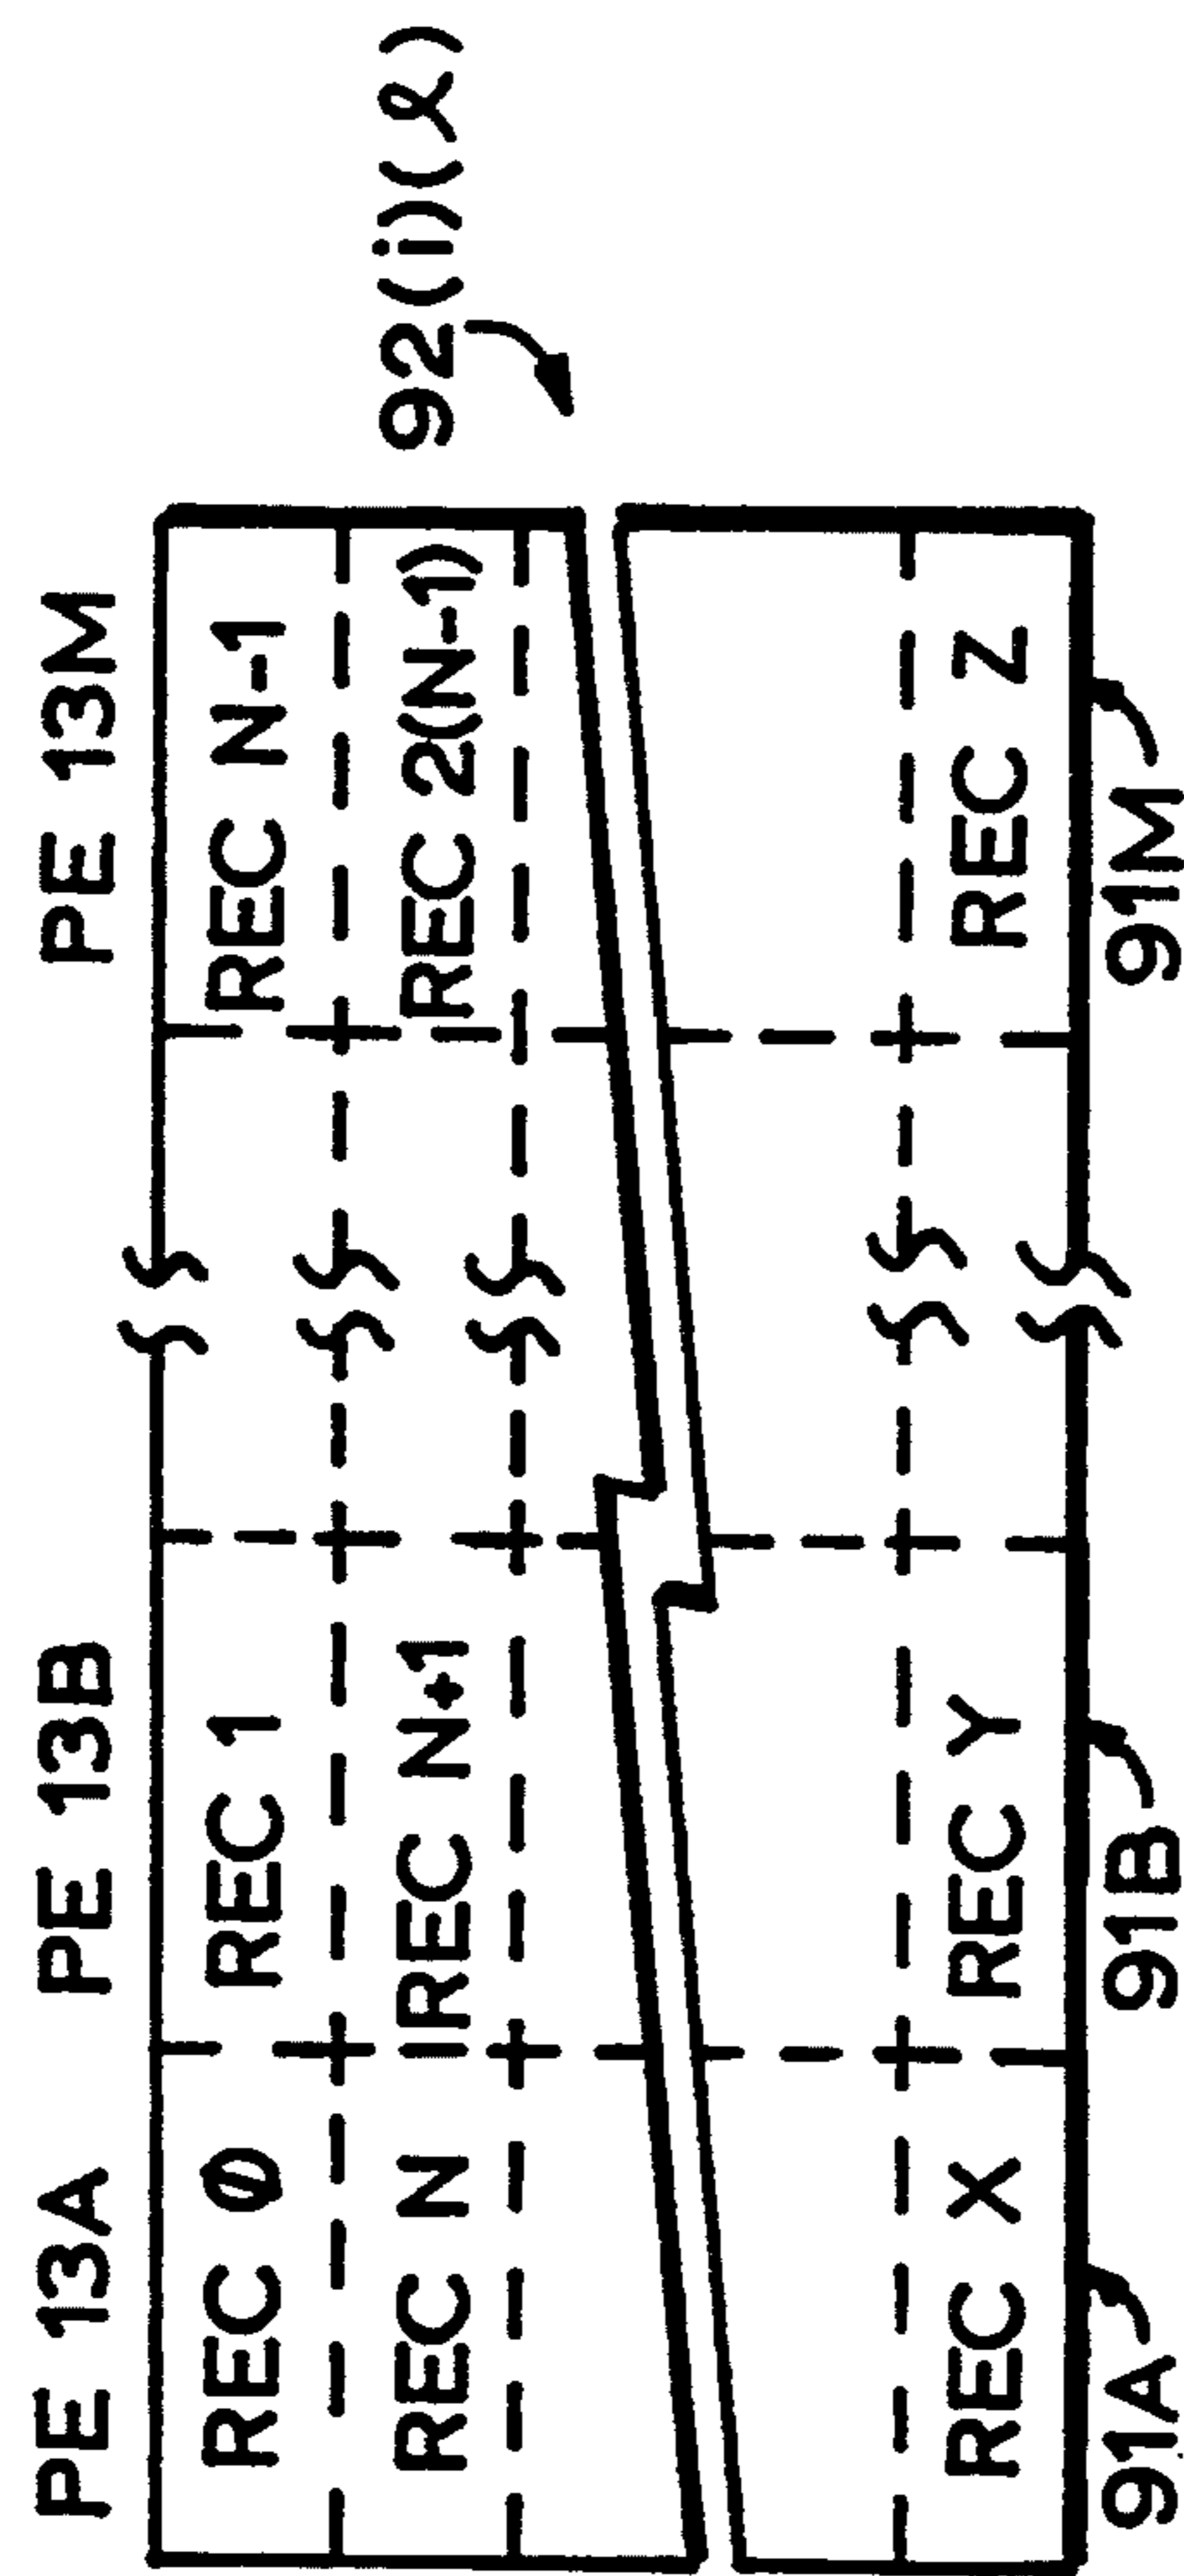 PE 13A PE 13B PE 13M
REC Ø REC 1 REC N-1
REC N REC N+1 REC 2(N-1)
92(i)(ℓ)
REC X REC Y REC Z
91A 91B 91M